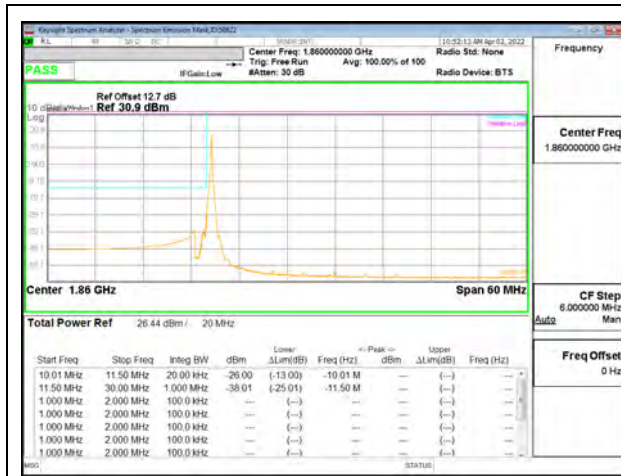 Keysight Spectrum Analyzer - Spectrum Emission Mask
RL
Center Freq: 1.860000000 GHz
10:52:13 AM Apr 02, 2022
Trig: Free Run
Avg: 100.00% of 100
Radio Std: None
PASS
IFGain:Low
#Atten: 30 dB
Radio Device: BTS
Ref Offset 12.7 dB
Ref 30.9 dBm
Log
Center 1.86 GHz
Span 60 MHz
Total Power Ref 26.44 dBm / 20 MHz
Lower <- Peak -> Upper
Start Freq Stop Freq Integ BW dBm ΔLim(dB) Freq (Hz) dBm ΔLim(dB) Freq (Hz)
10.01 MHz 11.50 MHz 20.00 kHz -26.00 (-13.00) -10.01 M --- (---) ---
11.50 MHz 30.00 MHz 1.000 MHz -38.01 (-25.01) -11.50 M --- (---) ---
1.000 MHz 2.000 MHz 100.0 kHz --- (---) --- --- (---) ---
1.000 MHz 2.000 MHz 100.0 kHz --- (---) --- --- (---) ---
1.000 MHz 2.000 MHz 100.0 kHz --- (---) --- --- (---) ---
1.000 MHz 2.000 MHz 100.0 kHz --- (---) --- --- (---) ---
1.000 MHz 2.000 MHz 100.0 kHz --- (---) --- --- (---) ---
MSG
STATUS
Frequency
Center Freq
1.860000000 GHz
CF Step
6.000000 MHz
Auto Man
Freq Offset
0 Hz